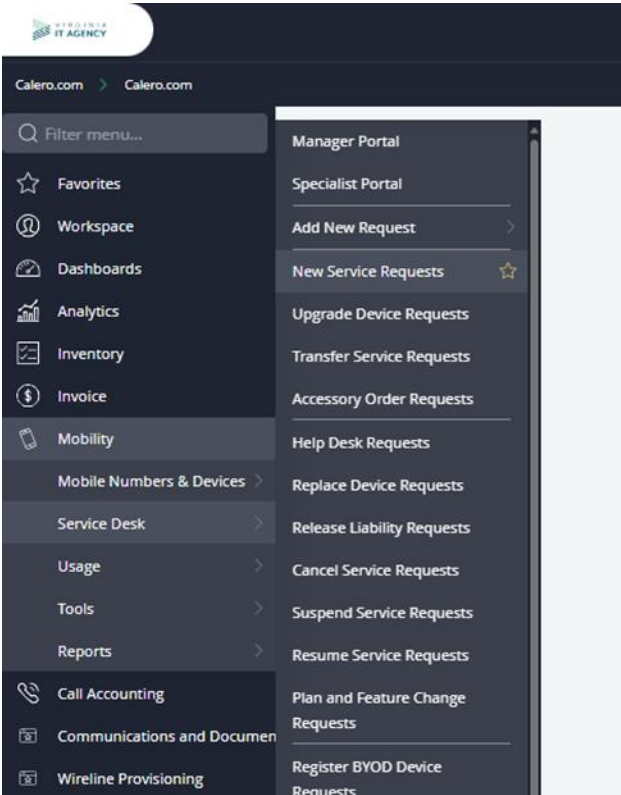 VIRGINIA
IT AGENCY
Calero.com > Calero.com
Filter menu...
Favorites
Workspace
Dashboards
Analytics
Inventory
Invoice
Mobility
Mobile Numbers & Devices
Service Desk
Usage
Tools
Reports
Call Accounting
Communications and Documen
Wireline Provisioning
Manager Portal
Specialist Portal
Add New Request
New Service Requests
Upgrade Device Requests
Transfer Service Requests
Accessory Order Requests
Help Desk Requests
Replace Device Requests
Release Liability Requests
Cancel Service Requests
Suspend Service Requests
Resume Service Requests
Plan and Feature Change
Requests
Register BYOD Device
Requests